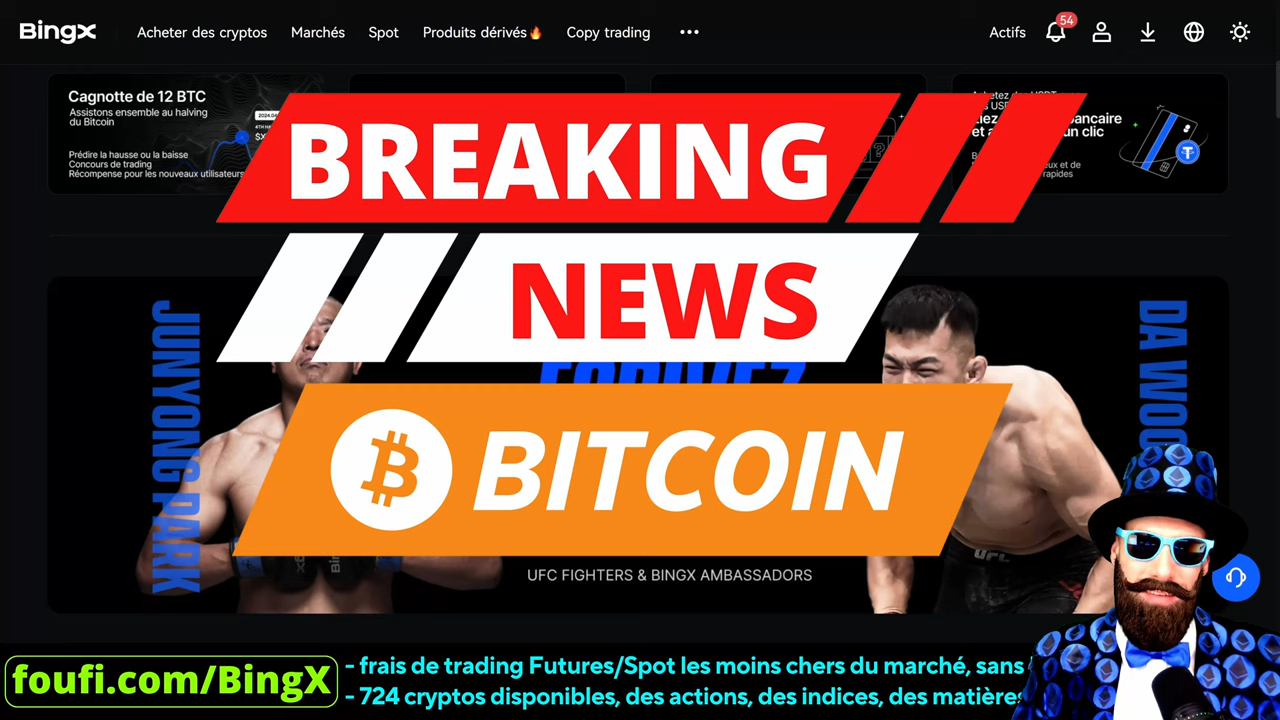 BingX
Acheter des cryptos
Marchés
Spot
Produits dérivés
Copy trading
Actifs
54
Cagnotte de 12 BTC
Assistons ensemble au halving
du Bitcoin
Prédire la hausse ou la baisse
Concours de trading
Récompense pour les nouveaux utilisateurs
BREAKING
NEWS
BITCOIN
JUNYONG PARK
DA WOO
UFC
UFC FIGHTERS & BINGX AMBASSADORS
foufi.com/BingX
- frais de trading Futures/Spot les moins chers du marché, sans
- 724 cryptos disponibles, des actions, des indices, des matières